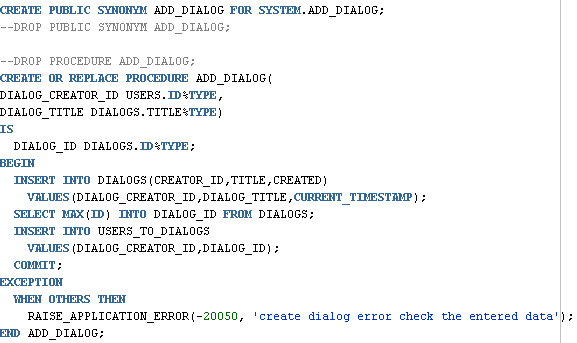 CREATE PUBLIC SYNONYM ADD_DIALOG FOR SYSTEM.ADD_DIALOG;
--DROP PUBLIC SYNONYM ADD_DIALOG;
--DROP PROCEDURE ADD_DIALOG;
CREATE OR REPLACE PROCEDURE ADD_DIALOG(
DIALOG_CREATOR_ID USERS.ID%TYPE,
DIALOG_TITLE DIALOGS.TITLE%TYPE)
IS
DIALOG_ID DIALOGS.ID%TYPE;
BEGIN
INSERT INTO DIALOGS(CREATOR_ID,TITLE,CREATED)
VALUES(DIALOG_CREATOR_ID,DIALOG_TITLE,CURRENT_TIMESTAMP);
SELECT MAX(ID) INTO DIALOG_ID FROM DIALOGS;
INSERT INTO USERS_TO_DIALOGS
VALUES(DIALOG_CREATOR_ID,DIALOG_ID);
COMMIT;
EXCEPTION
WHEN OTHERS THEN
RAISE_APPLICATION_ERROR(-20050, 'create dialog error check the entered data');
END ADD_DIALOG;